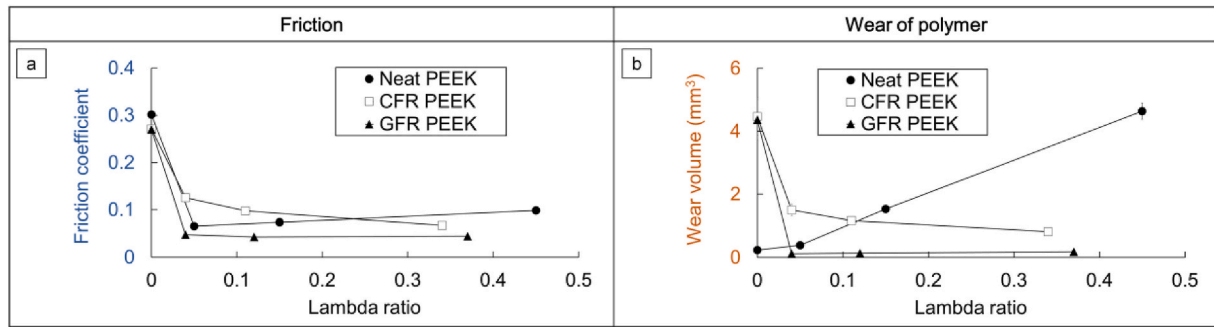 Friction
Wear of polymer
a
0.4
0.3
0.2
0.1
0
Friction coefficient
Neat PEEK
CFR PEEK
GFR PEEK
0 0.1 0.2 0.3 0.4 0.5
Lambda ratio
b
6
4
2
0
Wear volume (mm³)
Neat PEEK
CFR PEEK
GFR PEEK
0 0.1 0.2 0.3 0.4 0.5
Lambda ratio